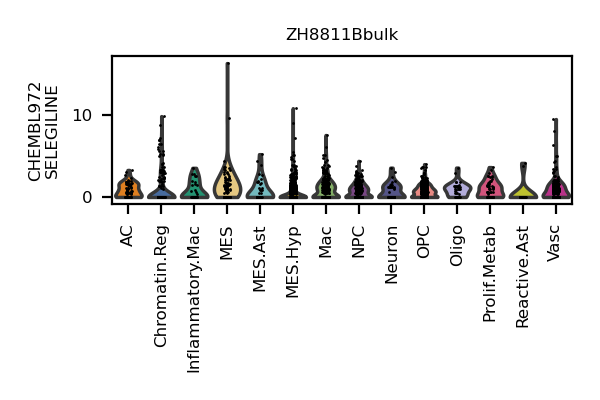 ZH8811Bbulk
CHEMBL972
SELEGILINE
10
0
AC
Chromatin.Reg
Inflammatory.Mac
MES
MES.Ast
MES.Hyp
Mac
NPC
Neuron
OPC
Oligo
Prolif.Metab
Reactive.Ast
Vasc